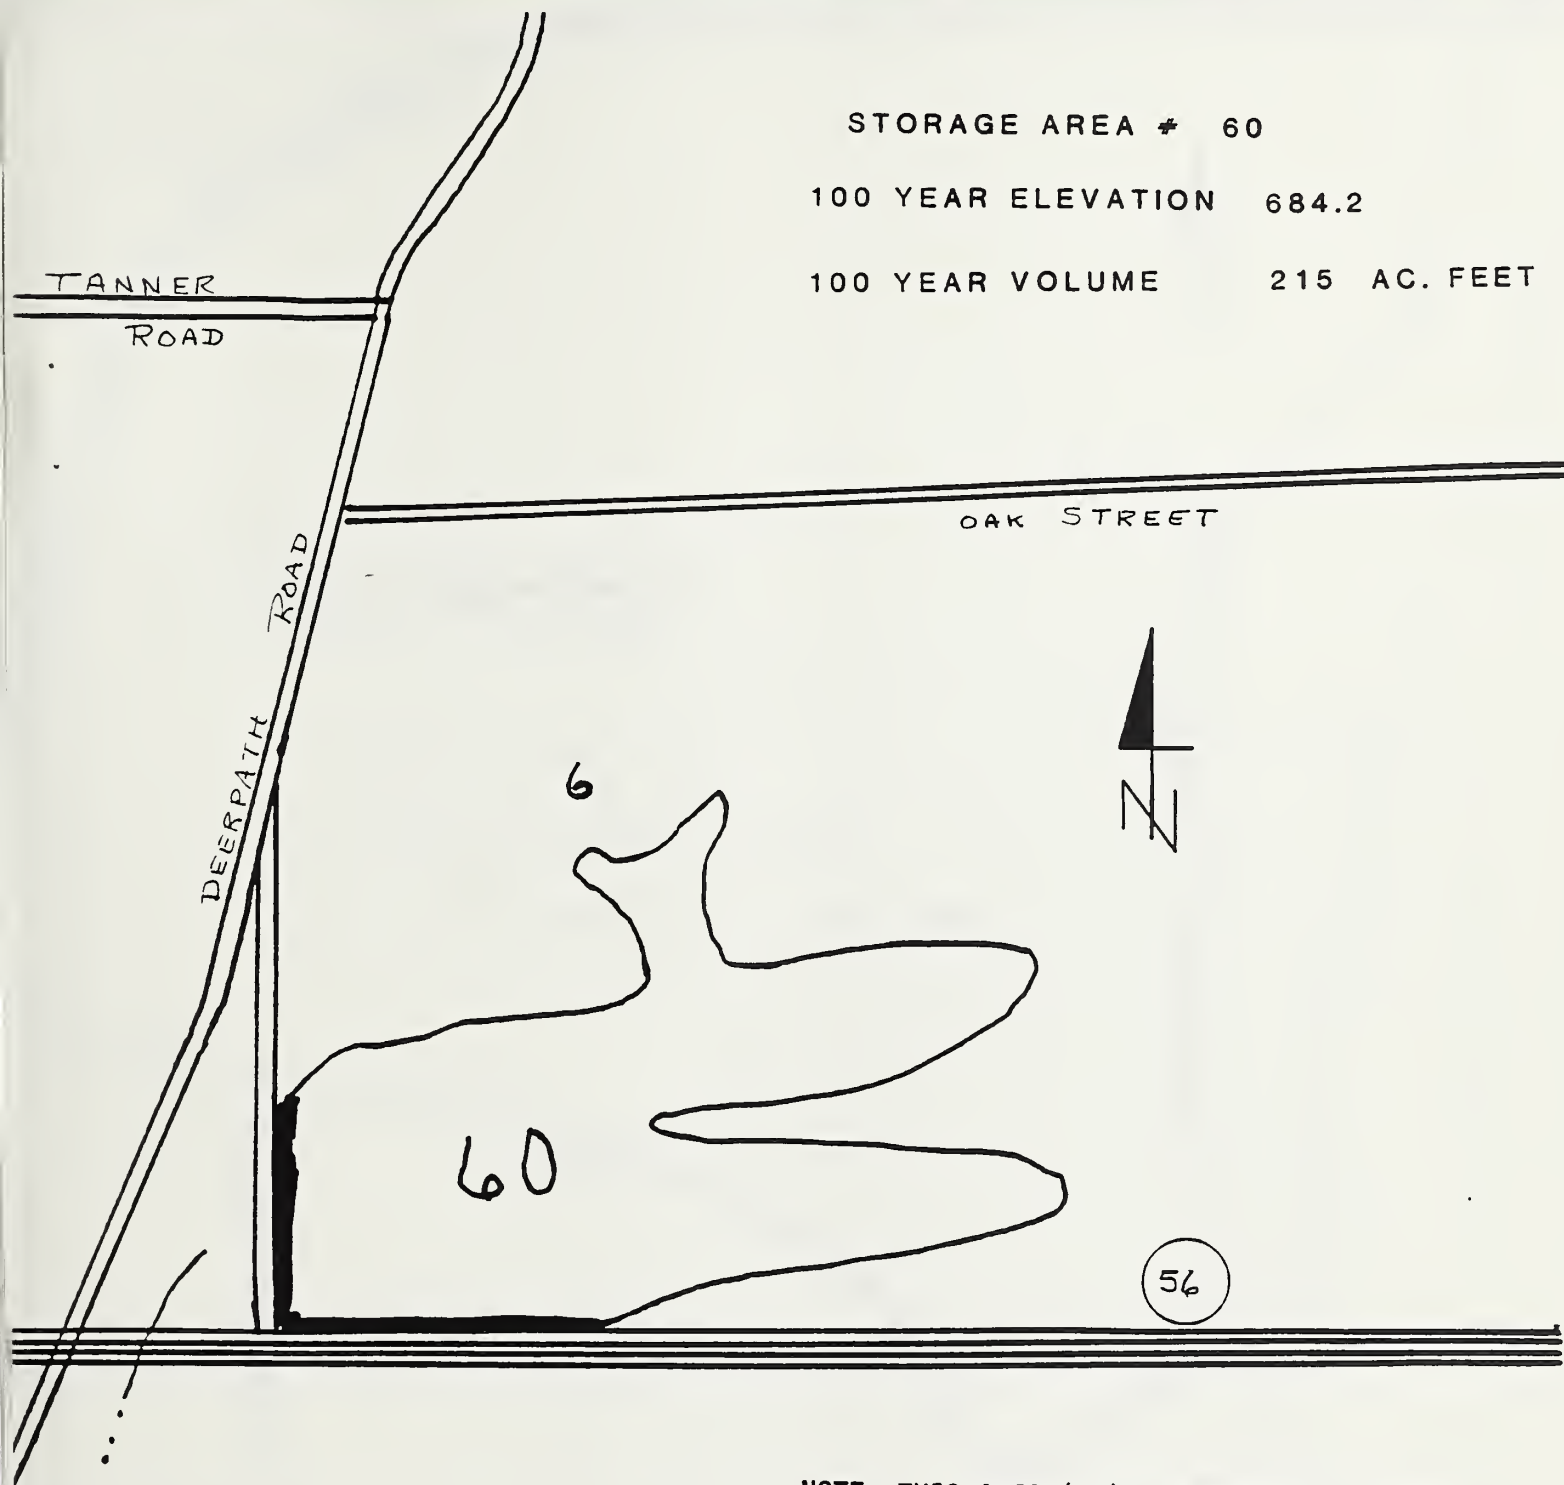 STORAGE AREA # 60
100 YEAR ELEVATION 684.2
100 YEAR VOLUME 215 AC. FEET
TANNER
ROAD
OAK STREET
DEERPATH ROAD
6
N
60
56